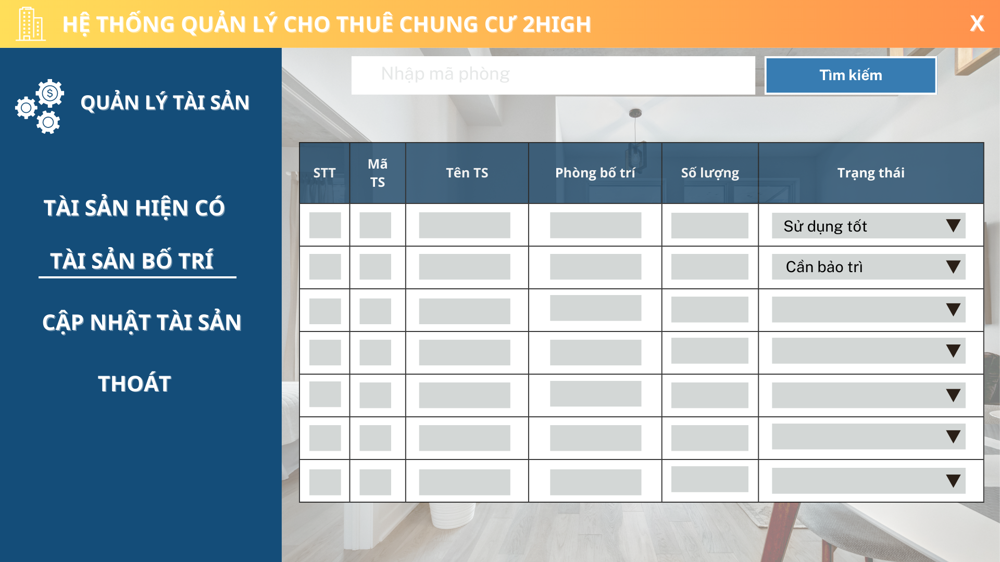 HỆ THỐNG QUẢN LÝ CHO THUÊ CHUNG CƯ 2HIGH
X
$
QUẢN LÝ TÀI SẢN
TÀI SẢN HIỆN CÓ
TÀI SẢN BỐ TRÍ
CẬP NHẬT TÀI SẢN
THOÁT
Nhập mã phòng
Tìm kiếm
STT
Mã
TS
Tên TS
Phòng bố trí
Số lượng
Trạng thái
Sử dụng tốt
Cần bảo trì